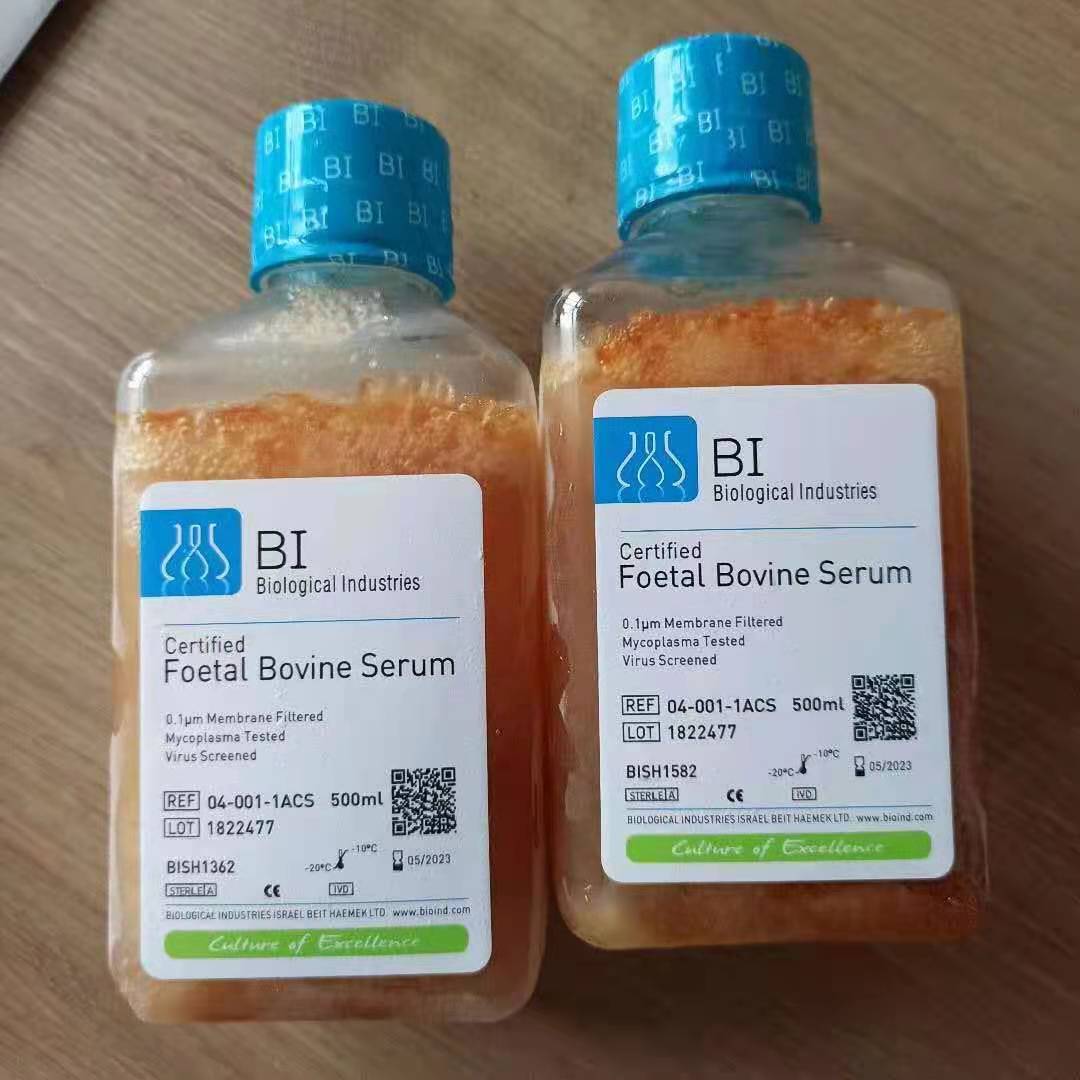 BI
Biological Industries
Certified
Foetal Bovine Serum
0.1µm Membrane Filtered
Mycoplasma Tested
Virus Screened
REF 04-001-1ACS 500ml
LOT 1822477
BISH1362
-20°C -10°C 05/2023
STERILE A CE IVD
BIOLOGICAL INDUSTRIES ISRAEL BEIT HAEMEK LTD. www.bioind.com
Culture of Excellence
BI
Biological Industries
Certified
Foetal Bovine Serum
0.1µm Membrane Filtered
Mycoplasma Tested
Virus Screened
REF 04-001-1ACS 500ml
LOT 1822477
BISH1582
-20°C -10°C 05/2023
STERILE A CE IVD
BIOLOGICAL INDUSTRIES ISRAEL BEIT HAEMEK LTD. www.bioind.com
Culture of Excellence